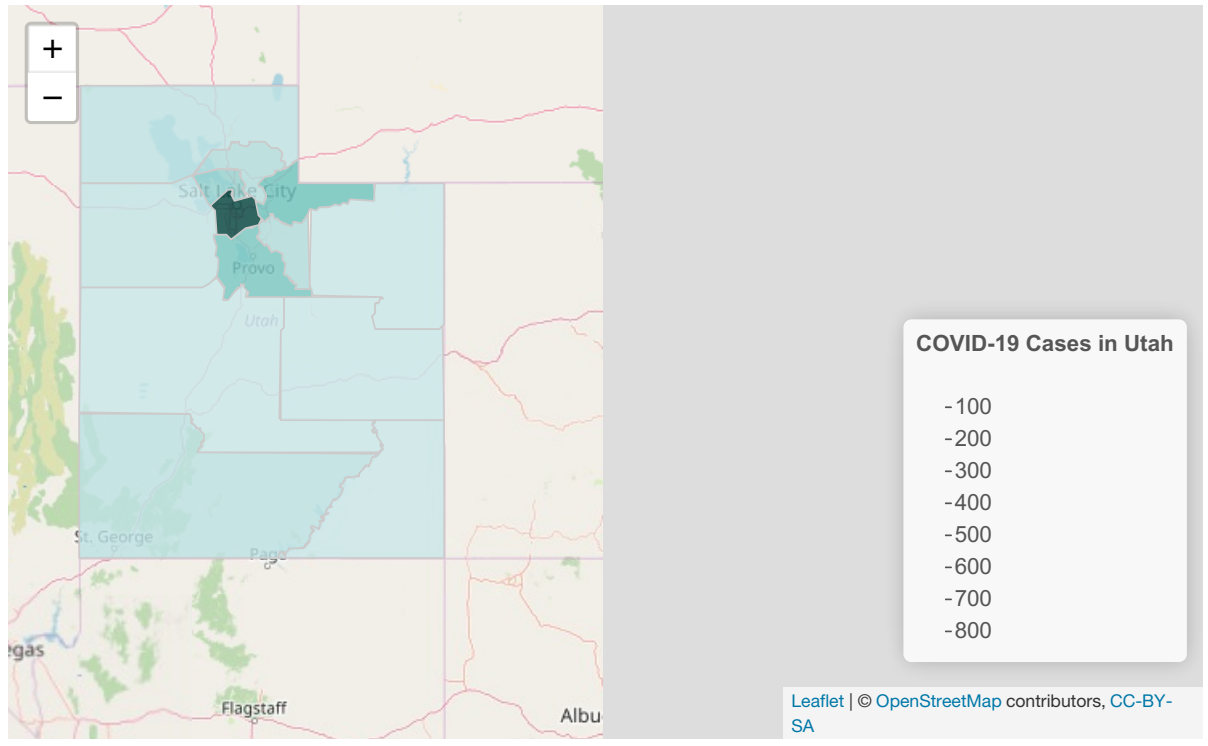 +
−
Salt Lake City
Provo
Utah
St. George
Page
egas
Flagstaff
Albu
COVID-19 Cases in Utah
-100
-200
-300
-400
-500
-600
-700
-800
Leaflet | © OpenStreetMap contributors, CC-BY-
SA